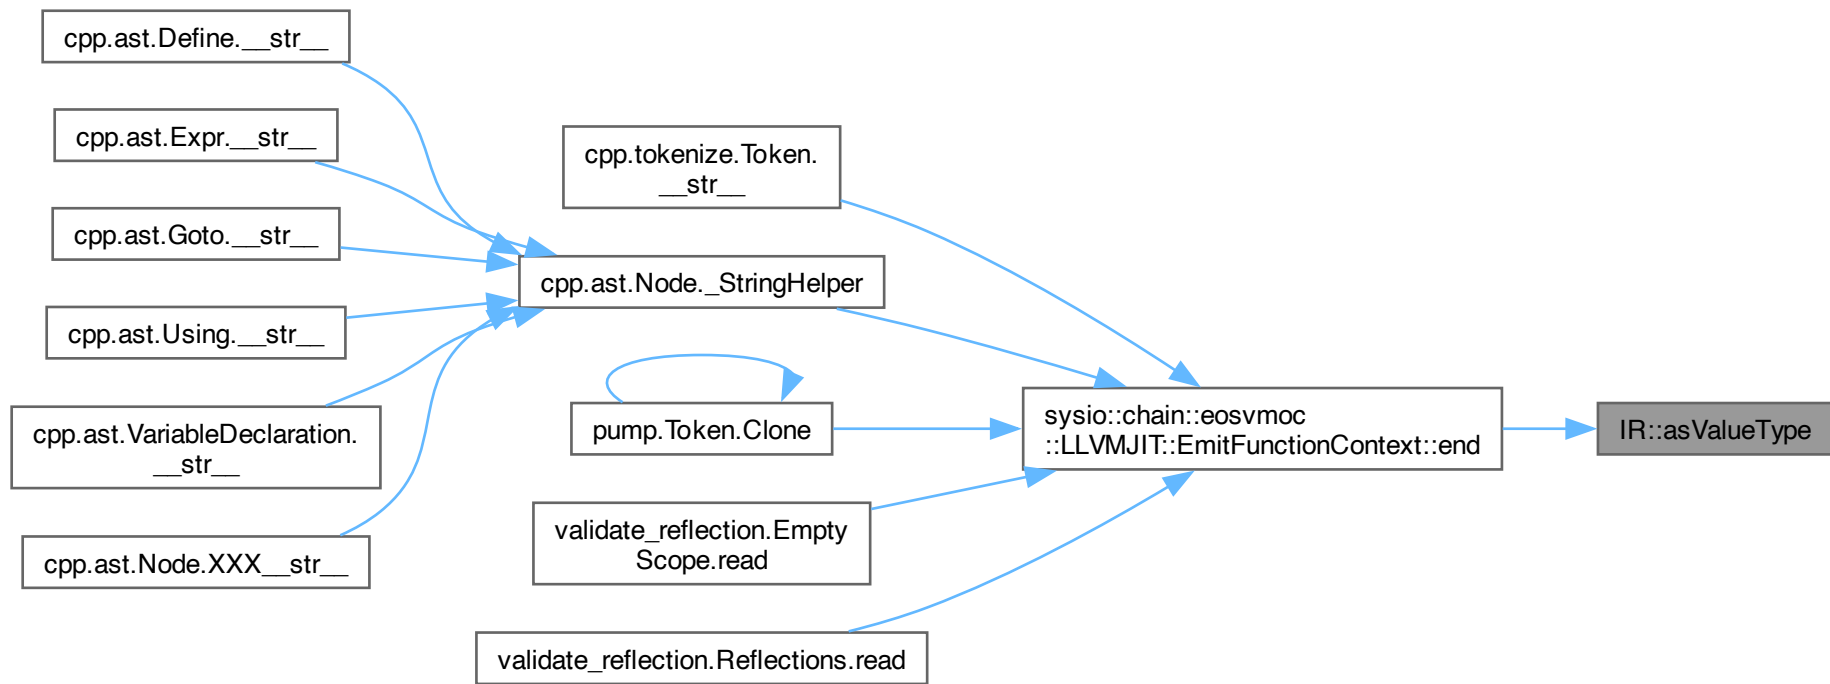 cpp.ast.Define.__str__
cpp.ast.Expr.__str__
cpp.ast.Goto.__str__
cpp.ast.Using.__str__
cpp.ast.VariableDeclaration.
__str__
cpp.ast.Node.XXX__str__
cpp.tokenize.Token.
__str__
cpp.ast.Node._StringHelper
pump.Token.Clone
validate_reflection.Empty
Scope.read
validate_reflection.Reflections.read
sysio::chain::eosvmoc
::LLVMJIT::EmitFunctionContext::end
IR::asValueType